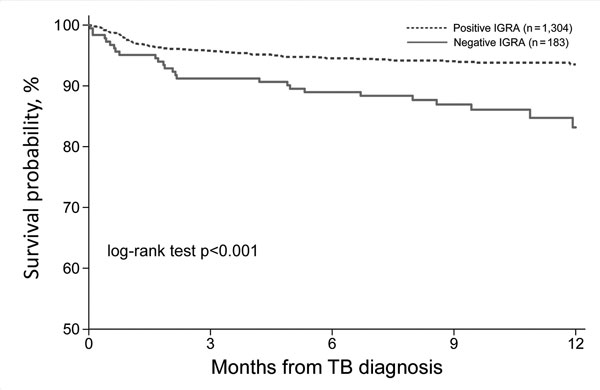 100
90
80
70
60
50
Survival probability, %
Positive IGRA (n=1,304)
Negative IGRA (n=183)
log-rank test p<0.001
0 3 6 9 12
Months from TB diagnosis